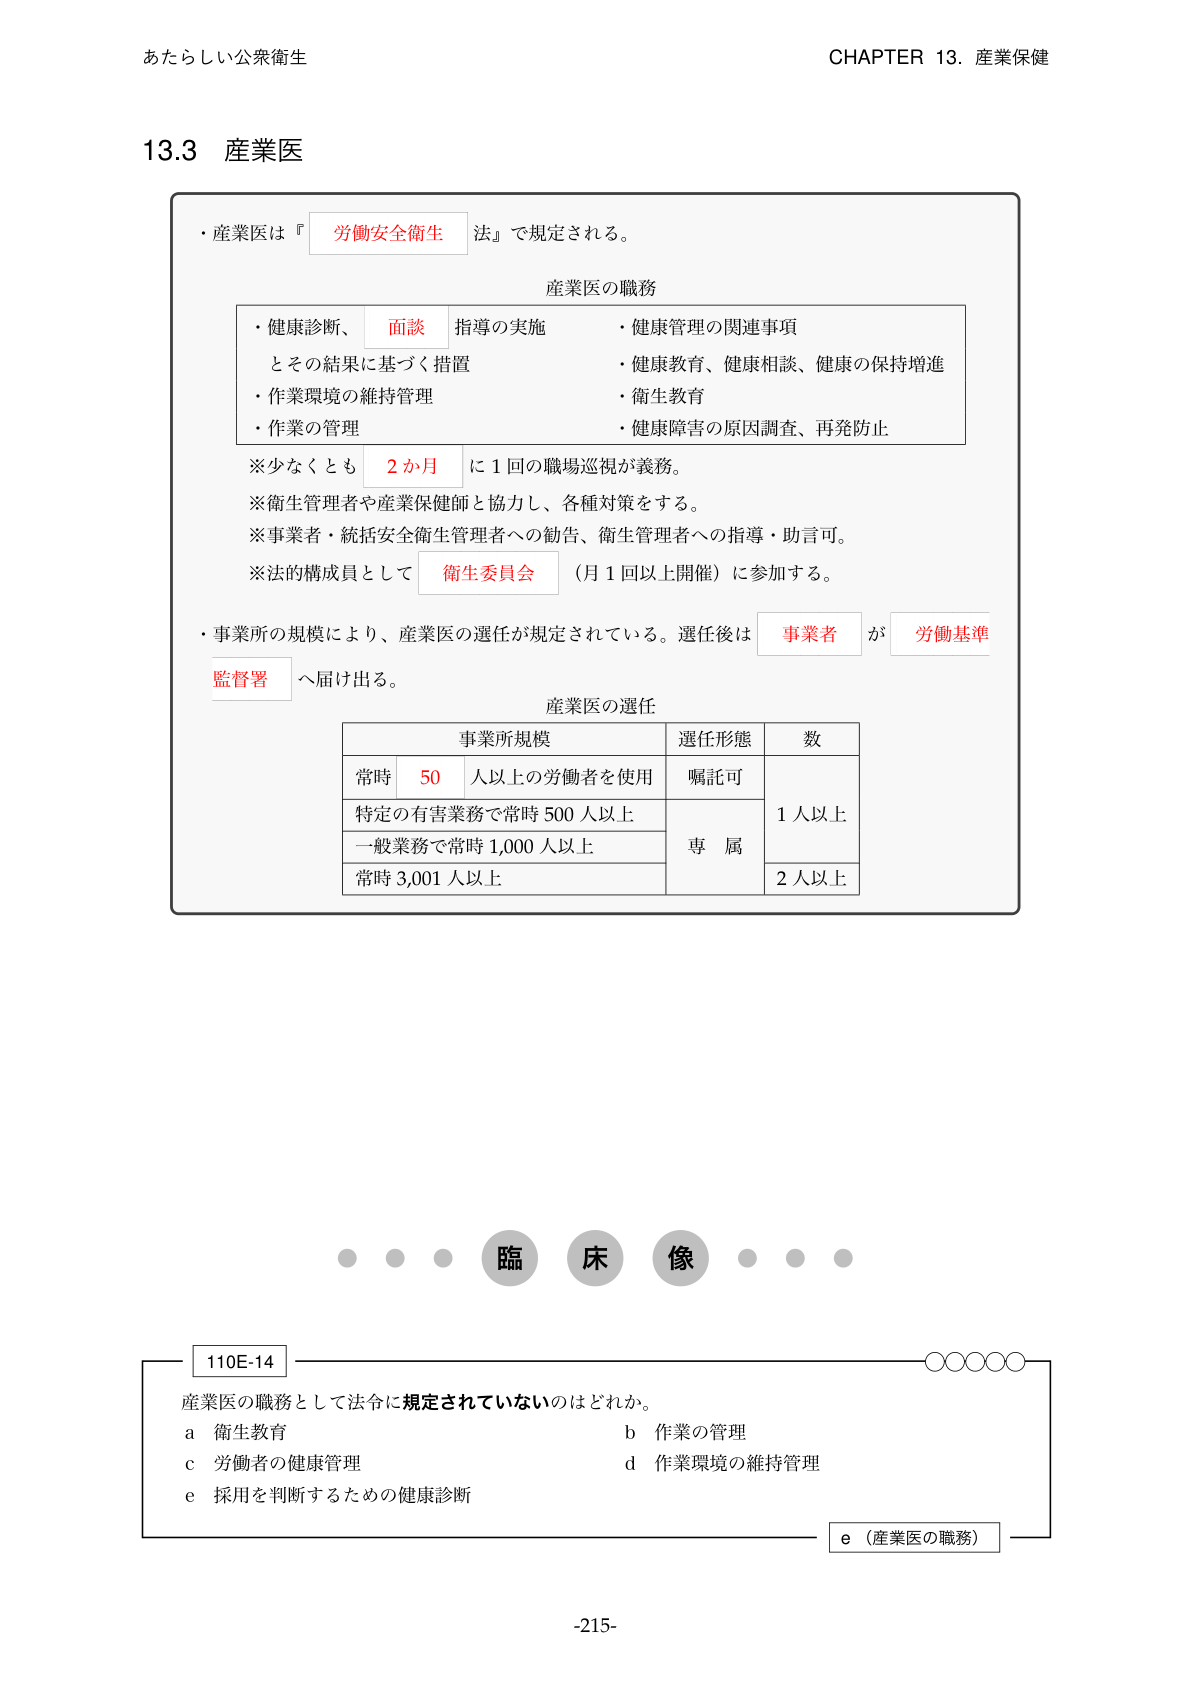 あたらしい公衆衛生 CHAPTER 13. 産業保健
13.3 産業医
・産業医は『 労働安全衛生 法』で規定される。
産業医の職務
・健康診断、 面談 指導の実施 ・健康管理の関連事項
とその結果に基づく措置 ・健康教育、健康相談、健康の保持増進
・作業環境の維持管理 ・衛生教育
・作業の管理 ・健康障害の原因調査、再発防止
※少なくとも 2か月 に1回の職場巡視が義務。
※衛生管理者や産業保健師と協力し、各種対策をする。
※事業者・統括安全衛生管理者への勧告、衛生管理者への指導・助言可。
※法的構成員として 衛生委員会 （月1回以上開催）に参加する。
・事業所の規模により、産業医の選任が規定されている。選任後は 事業者 が 労働基準
監督署 へ届け出る。
産業医の選任
事業所規模 選任形態 数
常時 50 人以上の労働者を使用 嘱託可
特定の有害業務で常時500人以上 1人以上
一般業務で常時1,000人以上 専 属
常時3,001人以上 2人以上
臨 床 像
110E-14
産業医の職務として法令に規定されていないのはどれか。
a 衛生教育 b 作業の管理
c 労働者の健康管理 d 作業環境の維持管理
e 採用を判断するための健康診断
e （産業医の職務）
-215-